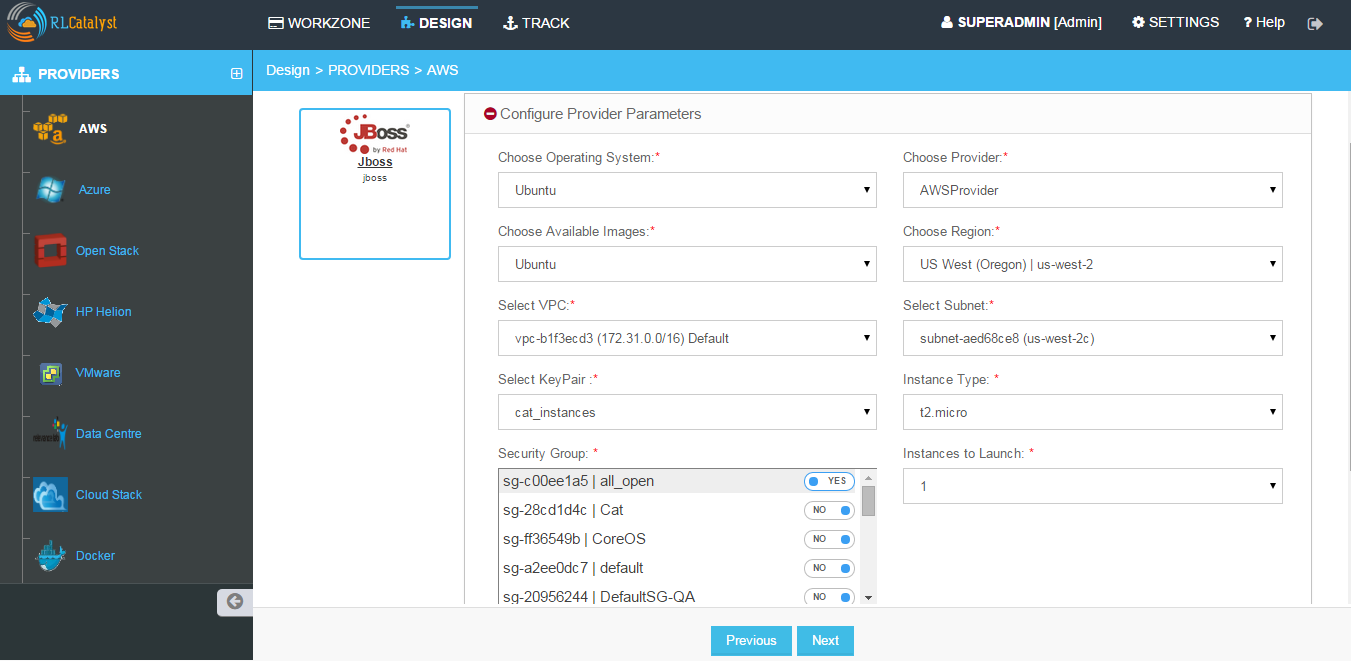 RLCatalyst
WORKZONE DESIGN TRACK SUPERADMIN [Admin] SETTINGS ? Help
PROVIDERS
Design > PROVIDERS > AWS
AWS
Azure
Open Stack
HP Helion
VMware
Data Centre
Cloud Stack
Docker
JBoss
by Red Hat
Jboss
jboss
Configure Provider Parameters
Choose Operating System:* Choose Provider:*
Ubuntu AWSProvider
Choose Available Images:* Choose Region:*
Ubuntu US West (Oregon) | us-west-2
Select VPC:* Select Subnet:*
vpc-b1f3ecd3 (172.31.0.0/16) Default subnet-aed68ce8 (us-west-2c)
Select KeyPair :* Instance Type: *
cat_instances t2.micro
Security Group: * Instances to Launch: *
sg-c00ee1a5 | all_open YES 1
sg-28cd1d4c | Cat NO
sg-ff36549b | CoreOS NO
sg-a2ee0dc7 | default NO
sg-20956244 | DefaultSG-QA NO
Previous Next